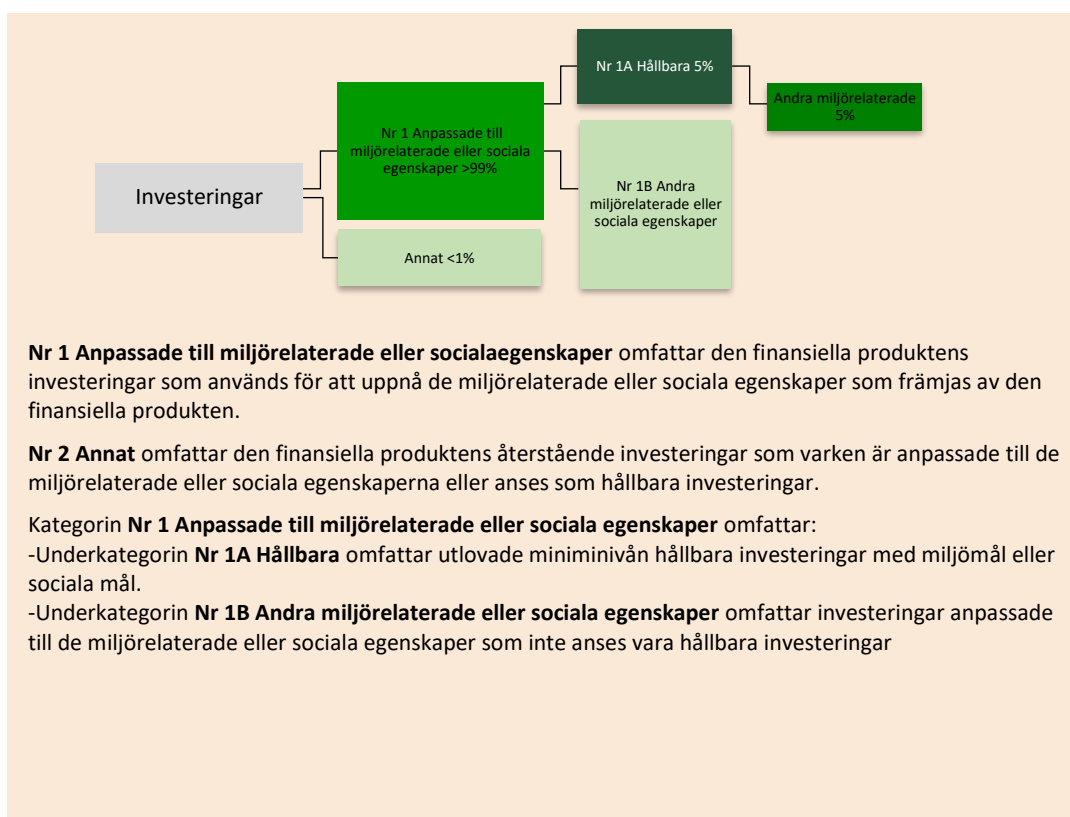 Investeringar
Nr 1 Anpassade till
miljörelaterade eller sociala
egenskaper >99%
Annat <1%
Nr 1A Hållbara 5%
Nr 1B Andra
miljörelaterade eller
sociala egenskaper
Andra miljörelaterade
5%
Nr 1 Anpassade till miljörelaterade eller socialaegenskaper omfattar den finansiella produktens
investeringar som används för att uppnå de miljörelaterade eller sociala egenskaper som främjas av den
finansiella produkten.
Nr 2 Annat omfattar den finansiella produktens återstående investeringar som varken är anpassade till de
miljörelaterade eller sociala egenskaperna eller anses som hållbara investeringar.
Kategorin Nr 1 Anpassade till miljörelaterade eller sociala egenskaper omfattar:
-Underkategorin Nr 1A Hållbara omfattar utlovade miniminivån hållbara investeringar med miljömål eller
sociala mål.
-Underkategorin Nr 1B Andra miljörelaterade eller sociala egenskaper omfattar investeringar anpassade
till de miljörelaterade eller sociala egenskaper som inte anses vara hållbara investeringar